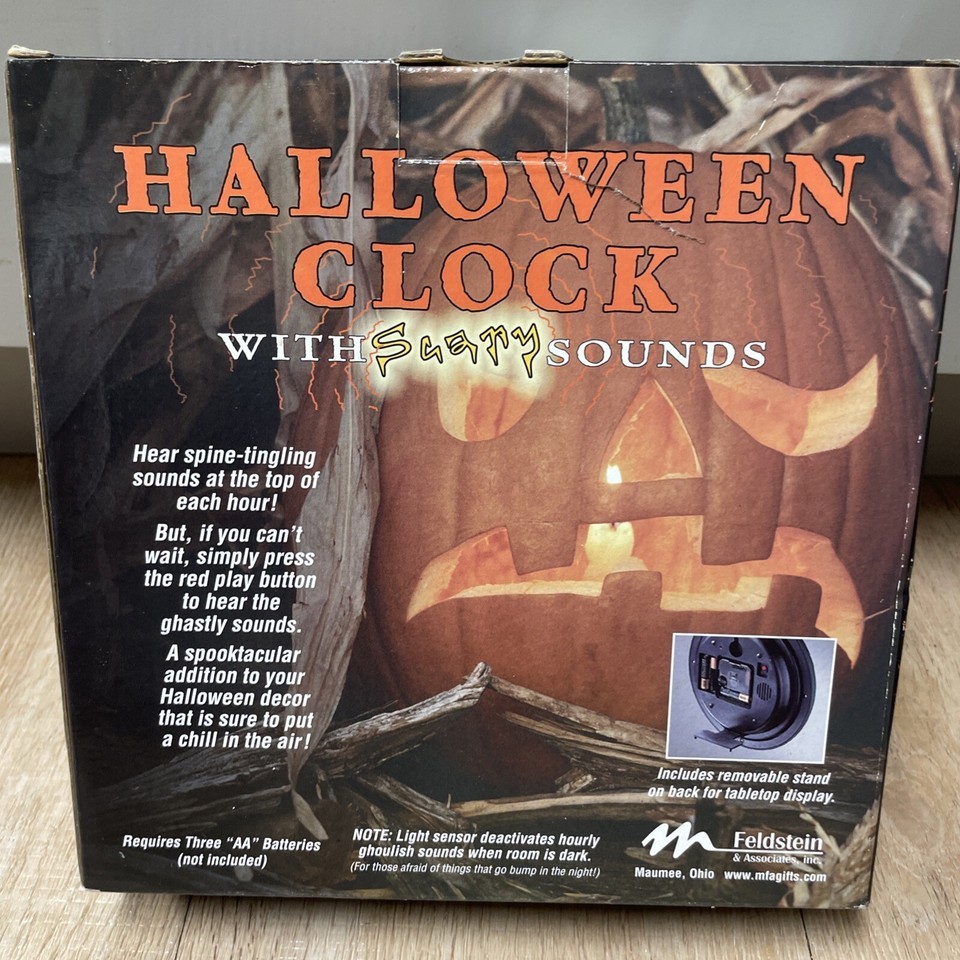 HALLOWEEN
CLOCK
WITH Scary SOUNDS
Hear spine-tingling
sounds at the top of
each hour!
But, if you can't
wait, simply press
the red play button
to hear the
ghastly sounds.
A spooktacular
addition to your
Halloween decor
that is sure to put
a chill in the air!
Includes removable stand
on back for tabletop display.
Requires Three "AA" Batteries
(not included)
NOTE: Light sensor deactivates hourly
ghoulish sounds when room is dark.
(For those afraid of things that go bump in the night!)
Feldstein
& Associates, inc.
Maumee, Ohio www.mfagifts.com